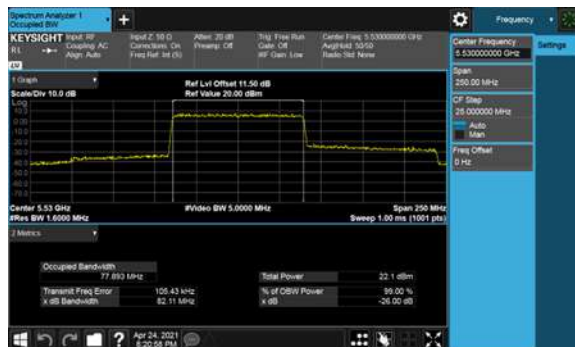 Spectrum Analyzer 1
Occupied BW
Frequency
KEYSIGHT Input: RF
RL
Coupling: AC
Align: Auto
Input Z: 50 Ω
Corrections: On
Freq Ref: Int (S)
Atten: 20 dB
Preamp: Off
Trig: Free Run
Gate: Off
#IF Gain: Low
Center Freq: 5.530000000 GHz
Avg|Hold: 50/50
Radio Std: None
Center Frequency
5.530000000 GHz
Settings
Span
250.00 MHz
CF Step
25.000000 MHz
Auto
Man
Freq Offset
0 Hz
1 Graph
Scale/Div 10.0 dB
Ref Lvl Offset 11.50 dB
Ref Value 20.00 dBm
Log
10.0
0.00
Center 5.53 GHz
#Res BW 1.6000 MHz
#Video BW 5.0000 MHz
Span 250 MHz
Sweep 1.00 ms (1001 pts)
2 Metrics
Occupied Bandwidth
77.893 MHz
Total Power
22.1 dBm
Transmit Freq Error
105.43 kHz
% of OBW Power
99.00 %
x dB Bandwidth
82.11 MHz
x dB
-26.00 dB
?
Apr 24, 2021
8:20:58 PM